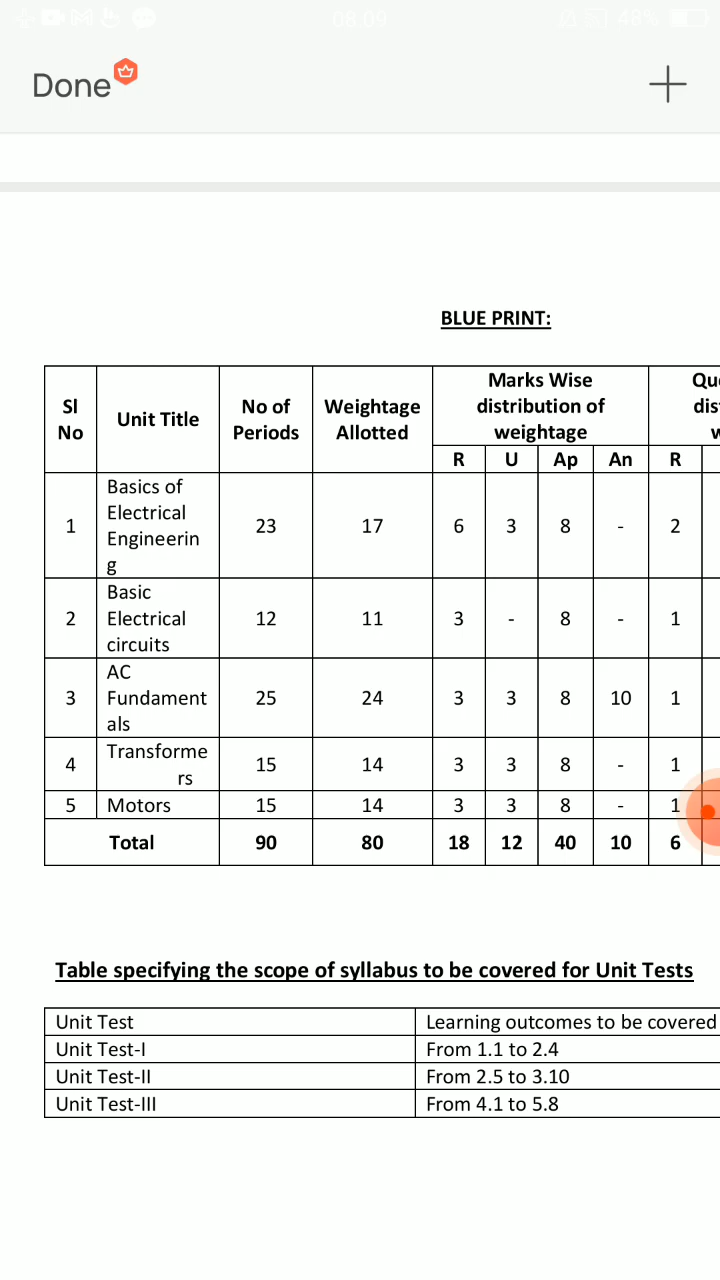 08.09
48%
Done
BLUE PRINT:
Sl No | Unit Title | No of Periods | Weightage Allotted | Marks Wise distribution of weightage
R | U | Ap | An | R
1 | Basics of Electrical Engineerin g | 23 | 17 | 6 | 3 | 8 | - | 2
2 | Basic Electrical circuits | 12 | 11 | 3 | - | 8 | - | 1
3 | AC Fundament als | 25 | 24 | 3 | 3 | 8 | 10 | 1
4 | Transforme rs | 15 | 14 | 3 | 3 | 8 | - | 1
5 | Motors | 15 | 14 | 3 | 3 | 8 | - | 1
Total | 90 | 80 | 18 | 12 | 40 | 10 | 6
Table specifying the scope of syllabus to be covered for Unit Tests
Unit Test | Learning outcomes to be covered
Unit Test-I | From 1.1 to 2.4
Unit Test-II | From 2.5 to 3.10
Unit Test-III | From 4.1 to 5.8